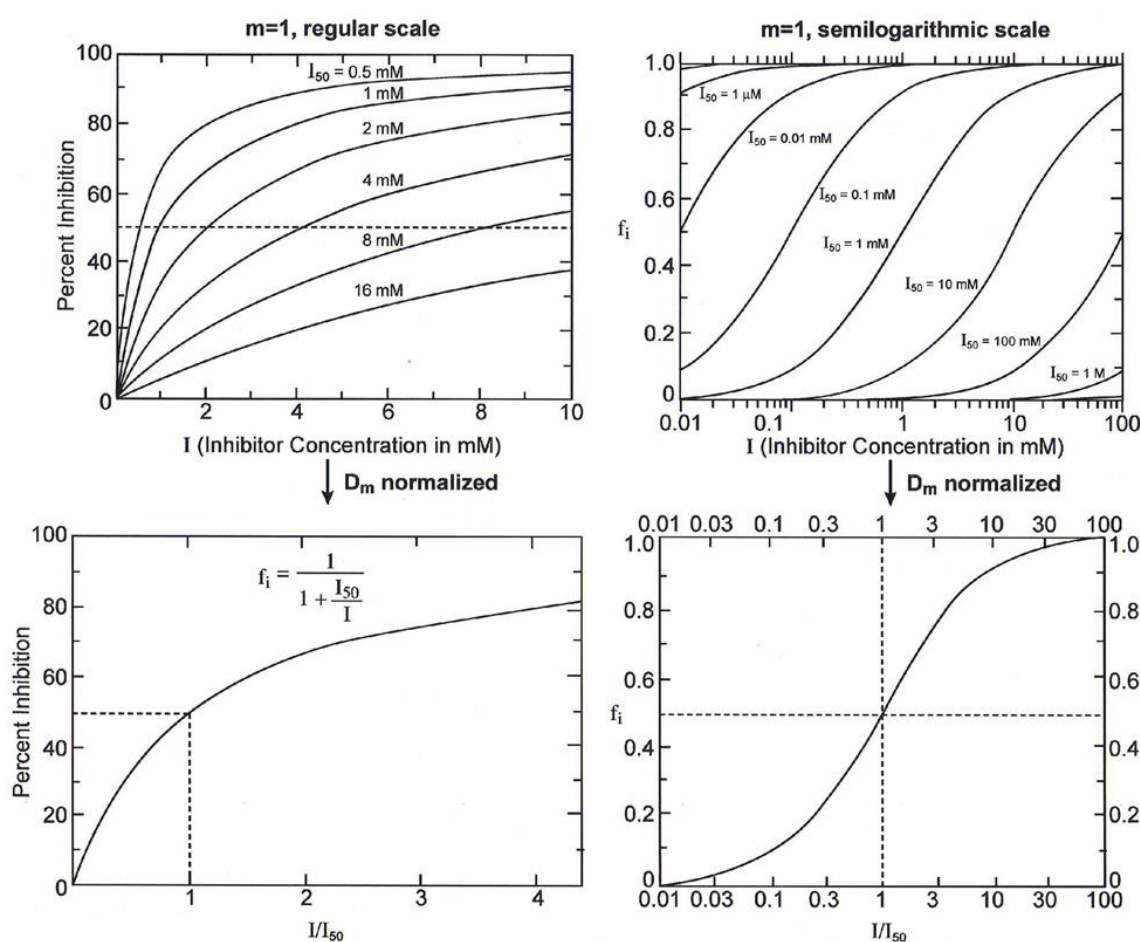 m=1, regular scale
Percent Inhibition
100
80
60
40
20
0
I₅₀ = 0.5 mM
1 mM
2 mM
4 mM
8 mM
16 mM
2 4 6 8 10
I (Inhibitor Concentration in mM)
m=1, semilogarithmic scale
fᵢ
1.0
0.8
0.6
0.4
0.2
0
I₅₀ = 1 μM
I₅₀ = 0.01 mM
I₅₀ = 0.1 mM
I₅₀ = 1 mM
I₅₀ = 10 mM
I₅₀ = 100 mM
I₅₀ = 1 M
0.01 0.1 1 10 100
I (Inhibitor Concentration in mM)
Dₘ normalized
Percent Inhibition
100
80
60
40
20
0
fᵢ = 1 / (1 + I₅₀/I)
1 2 3 4
I/I₅₀
Dₘ normalized
0.01 0.03 0.1 0.3 1 3 10 30 100
fᵢ
1.0 1.0
0.8 0.8
0.6 0.6
0.4 0.4
0.2 0.2
0 0
0.01 0.03 0.1 0.3 1 3 10 30 100
I/I₅₀